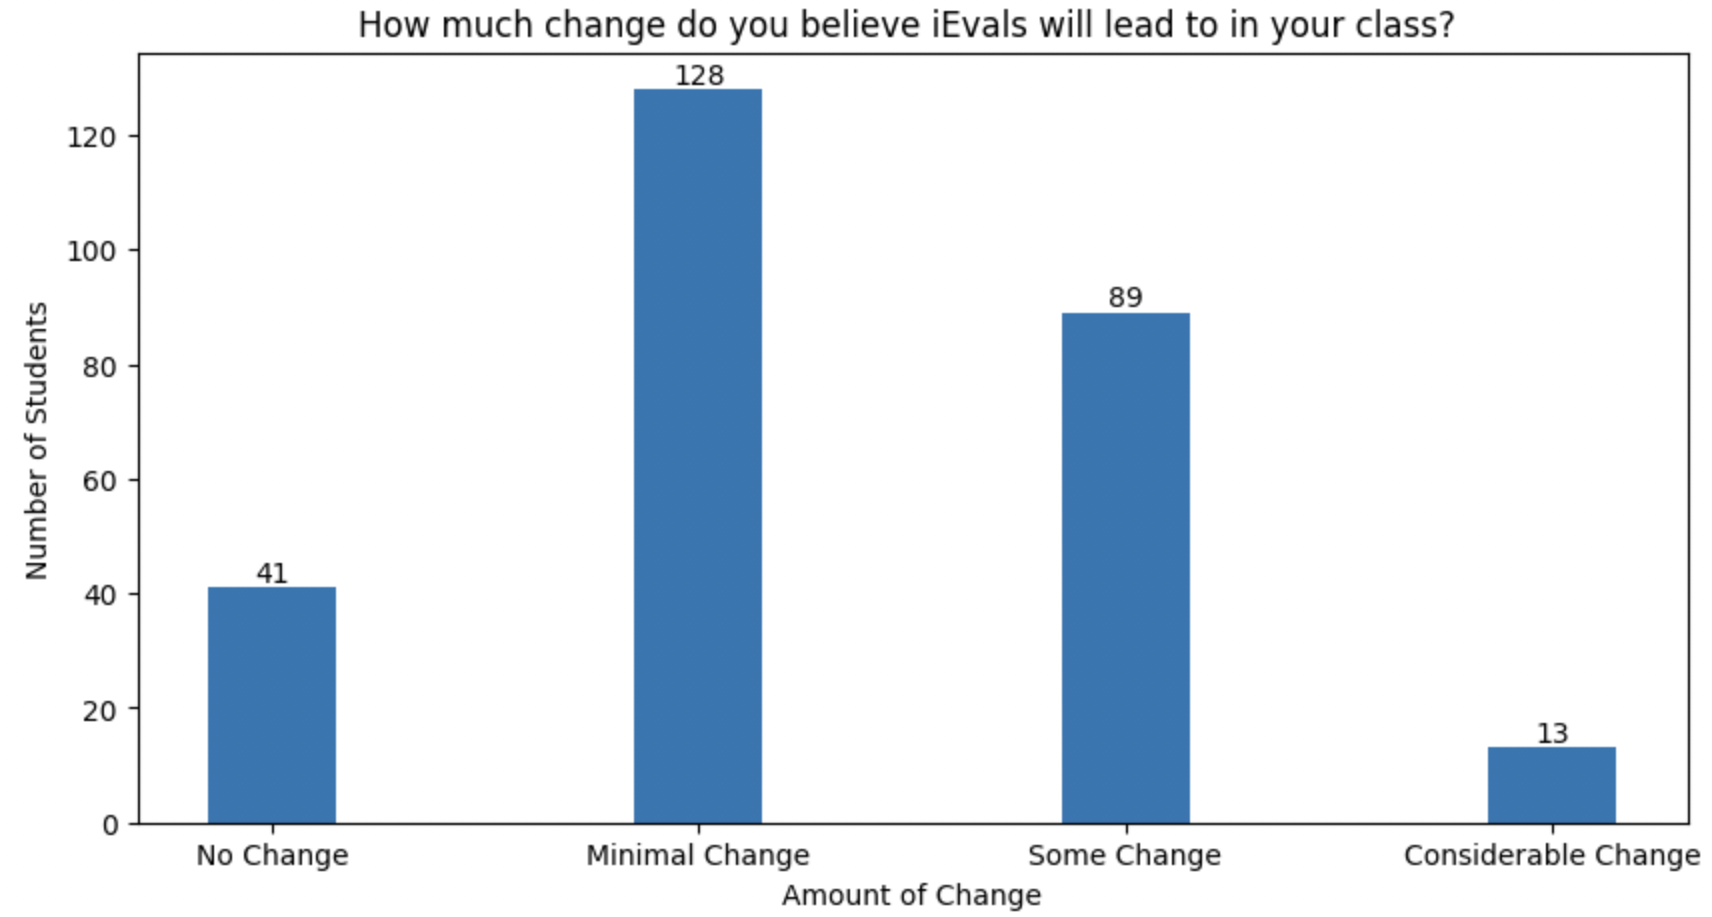 How much change do you believe iEvals will lead to in your class?
128
120
100
89
80
Number of Students
60
41
40
20
13
0
No Change Minimal Change Some Change Considerable Change
Amount of Change